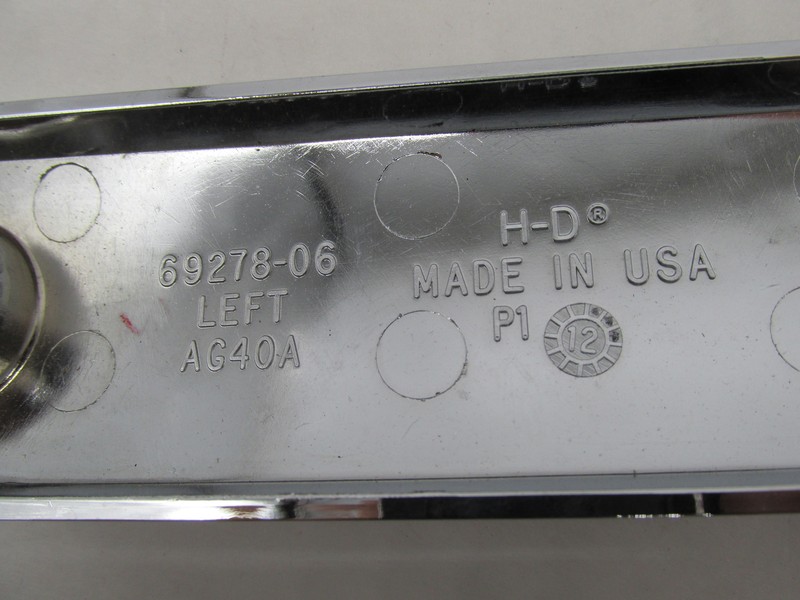 69278-06
LEFT
AG40A
H-D®
MADE IN USA
P1
12